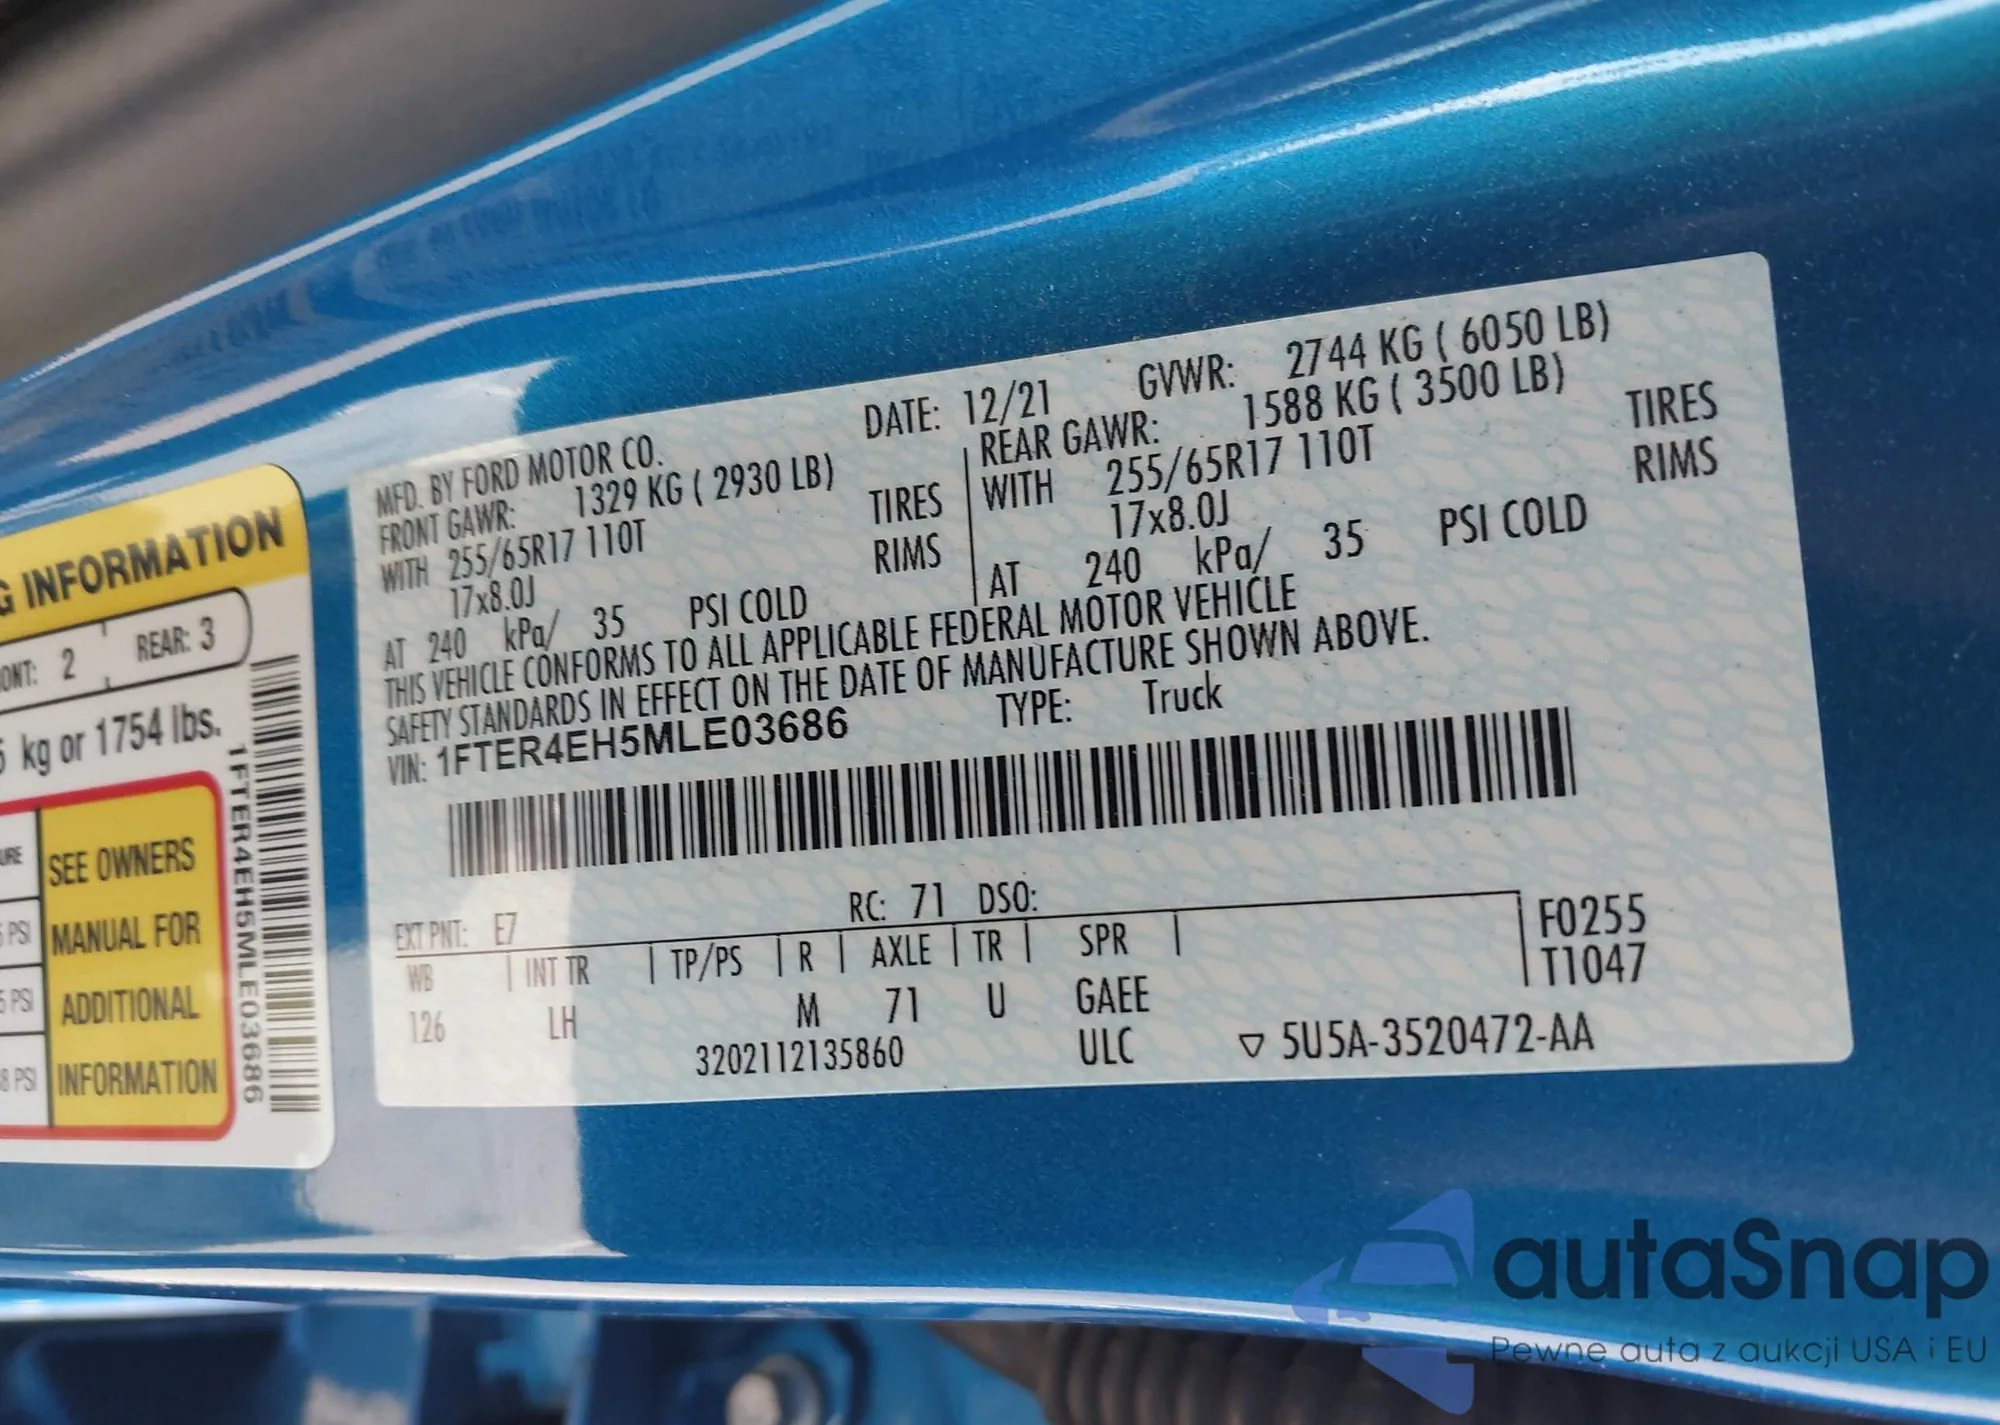 G INFORMATION
ONT: 2 REAR: 3
kg or 1754 lbs.
URE
PSI
PSI
PSI
SEE OWNERS
MANUAL FOR
ADDITIONAL
INFORMATION
1FTER4EH5MLE03686
MFD. BY FORD MOTOR CO. DATE: 12/21 GVWR: 2744 KG ( 6050 LB)
FRONT GAWR: 1329 KG ( 2930 LB) REAR GAWR: 1588 KG ( 3500 LB)
WITH 255/65R17 110T TIRES WITH 255/65R17 110T TIRES
17x8.0J RIMS 17x8.0J RIMS
AT 240 kPa/ 35 PSI COLD AT 240 kPa/ 35 PSI COLD
THIS VEHICLE CONFORMS TO ALL APPLICABLE FEDERAL MOTOR VEHICLE
SAFETY STANDARDS IN EFFECT ON THE DATE OF MANUFACTURE SHOWN ABOVE.
VIN: 1FTER4EH5MLE03686 TYPE: Truck
EXT PNT: E7 RC: 71 DSO:
WB | INT TR | TP/PS | R | AXLE | TR | SPR | F0255
126 LH M 71 U GAEE T1047
3202112135860 ULC ▽ 5U5A-3520472-AA
autaSnap
Pewne auta z aukcji USA i EU